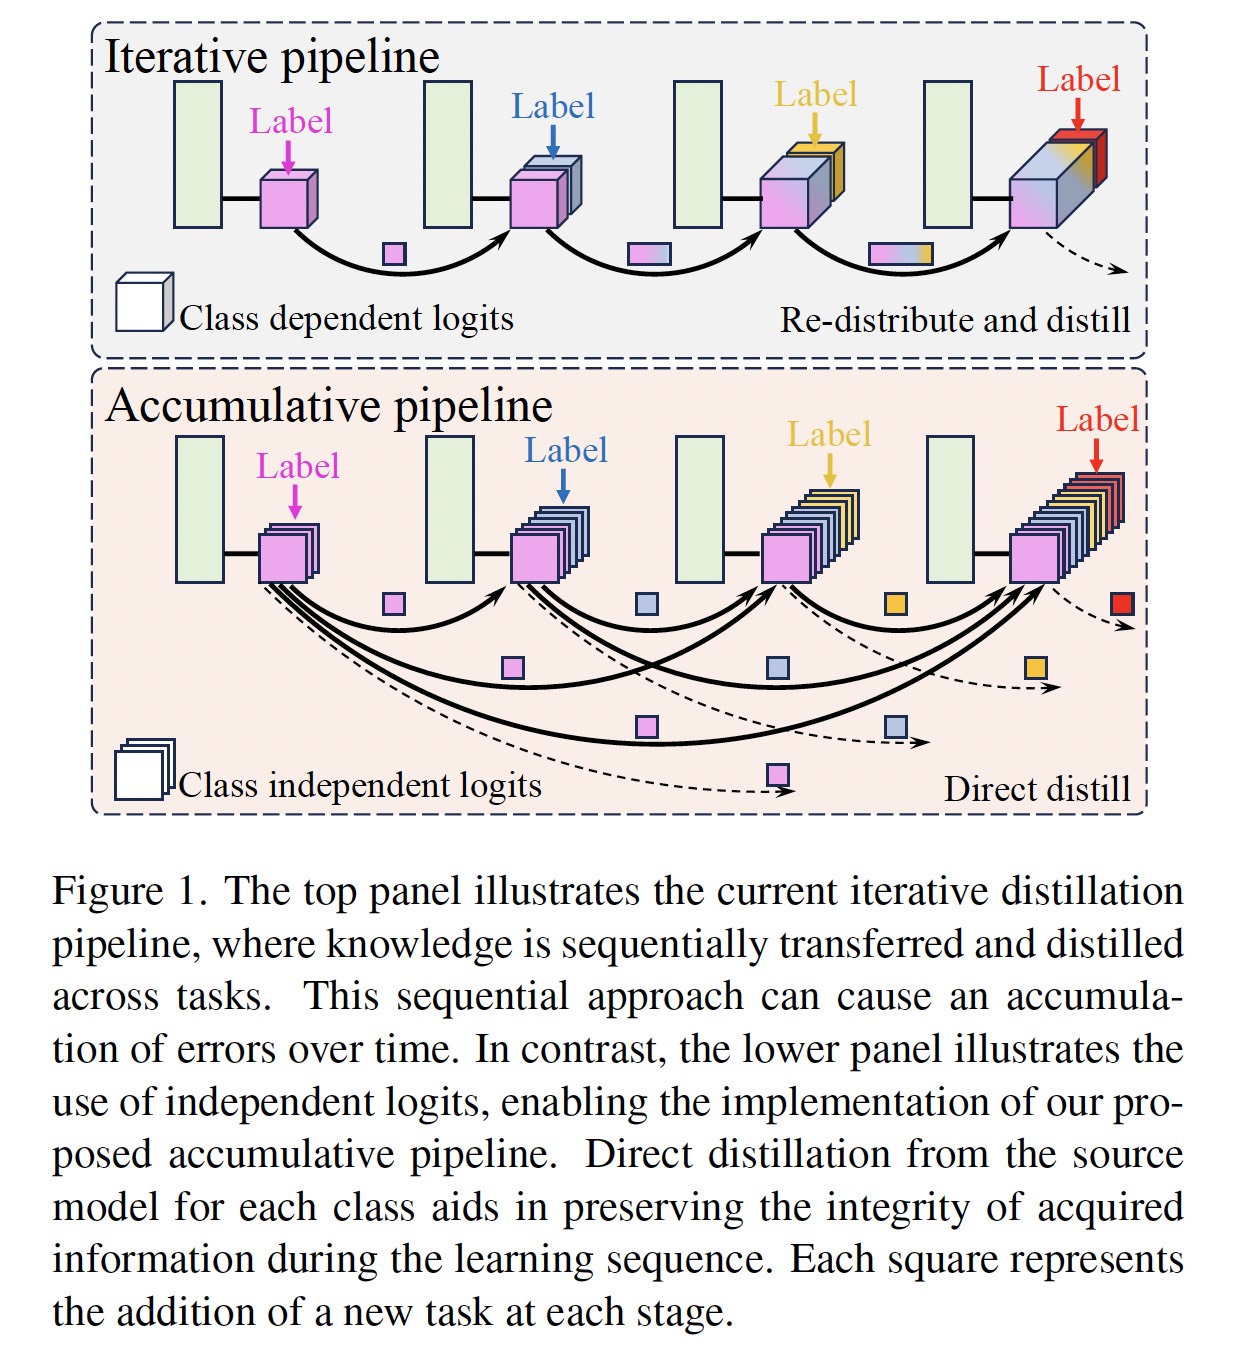 Iterative pipeline
Label
Label
Label
Label
Class dependent logits
Re-distribute and distill
Accumulative pipeline
Label
Label
Label
Label
Class independent logits
Direct distill
Figure 1. The top panel illustrates the current iterative distillation
pipeline, where knowledge is sequentially transferred and distilled
across tasks. This sequential approach can cause an accumula-
tion of errors over time. In contrast, the lower panel illustrates the
use of independent logits, enabling the implementation of our pro-
posed accumulative pipeline. Direct distillation from the source
model for each class aids in preserving the integrity of acquired
information during the learning sequence. Each square represents
the addition of a new task at each stage.